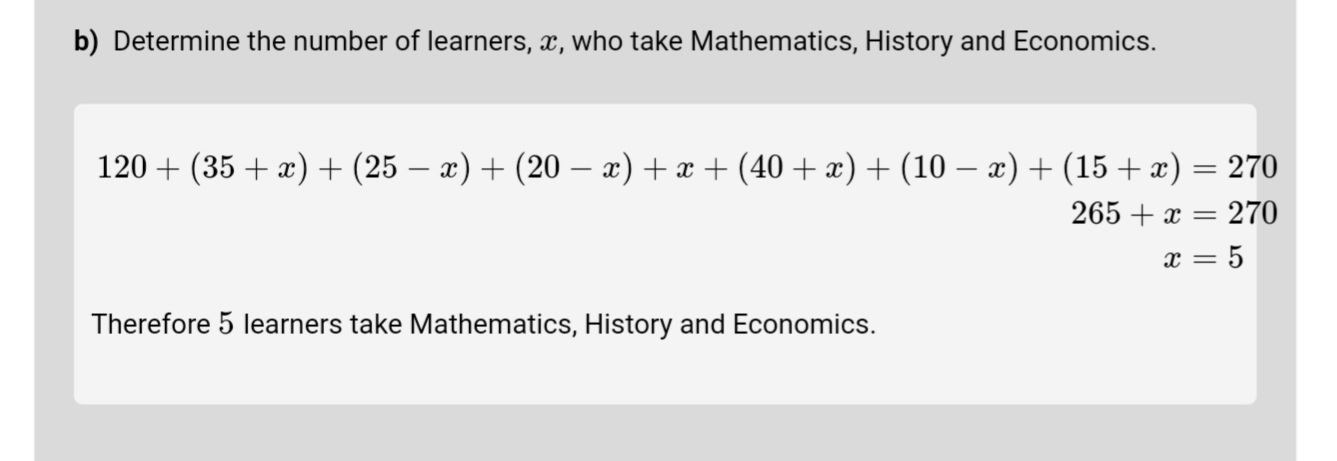 b) Determine the number of learners, x, who take Mathematics, History and Economics.
120 + (35 + x) + (25 − x) + (20 − x) + x + (40 + x) + (10 − x) + (15 + x) = 270
265 + x = 270
x = 5
Therefore 5 learners take Mathematics, History and Economics.